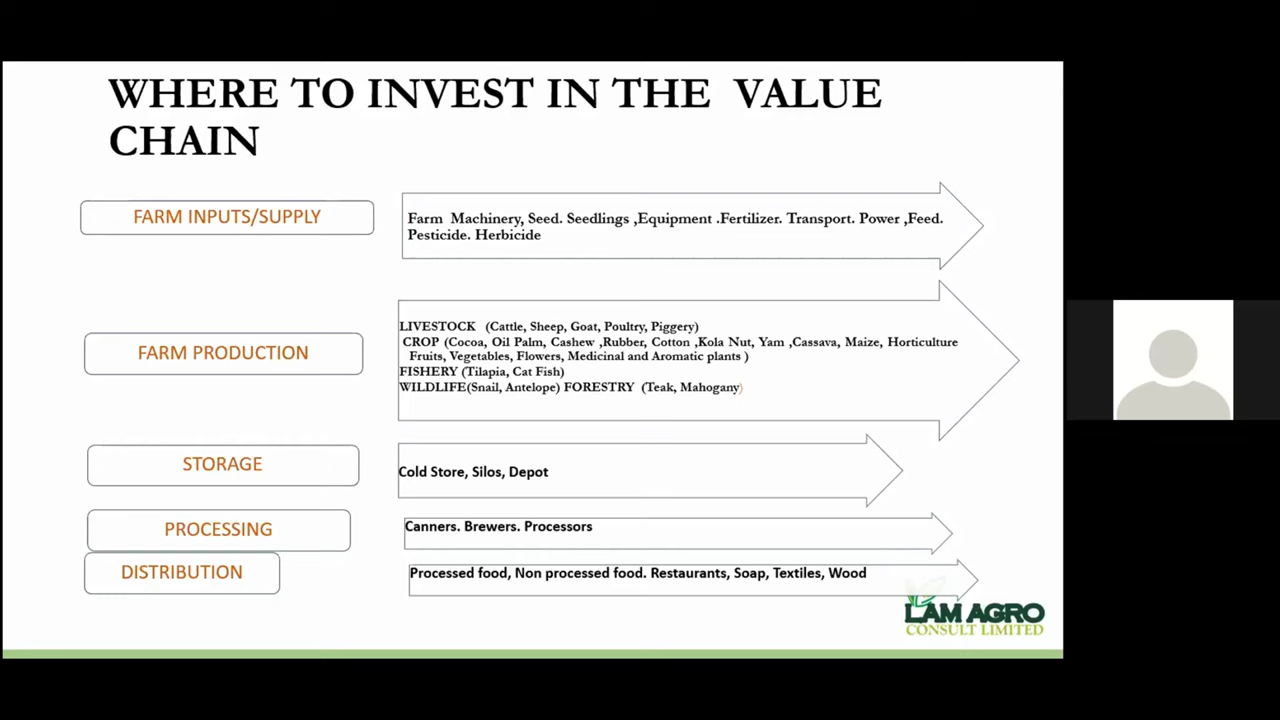 WHERE TO INVEST IN THE VALUE
CHAIN
FARM INPUTS/SUPPLY
Farm Machinery, Seed. Seedlings ,Equipment .Fertilizer. Transport. Power ,Feed.
Pesticide. Herbicide
FARM PRODUCTION
LIVESTOCK (Cattle, Sheep, Goat, Poultry, Piggery)
CROP (Cocoa, Oil Palm, Cashew ,Rubber, Cotton ,Kola Nut, Yam ,Cassava, Maize, Horticulture
Fruits, Vegetables, Flowers, Medicinal and Aromatic plants )
FISHERY (Tilapia, Cat Fish)
WILDLIFE(Snail, Antelope) FORESTRY (Teak, Mahogany)
STORAGE
Cold Store, Silos, Depot
PROCESSING
Canners. Brewers. Processors
DISTRIBUTION
Processed food, Non processed food. Restaurants, Soap, Textiles, Wood
LAM AGRO
CONSULT LIMITED